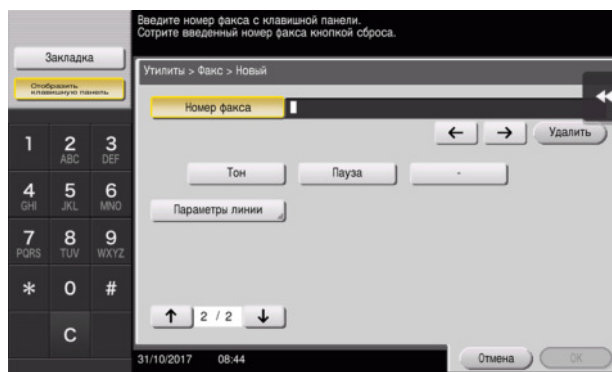 Введите номер факса с клавишной панели.
Сотрите введенный номер факса кнопкой сброса.
Закладка
Отобразить
клавишную панель
Утилиты > Факс > Новый
Номер факса
← → Удалить
1 2 ABC 3 DEF
4 GHI 5 JKL 6 MNO
7 PQRS 8 TUV 9 WXYZ
* 0 #
C
Тон Пауза -
Параметры линии
↑ 2 / 2 ↓
31/10/2017 08:44
Отмена OK